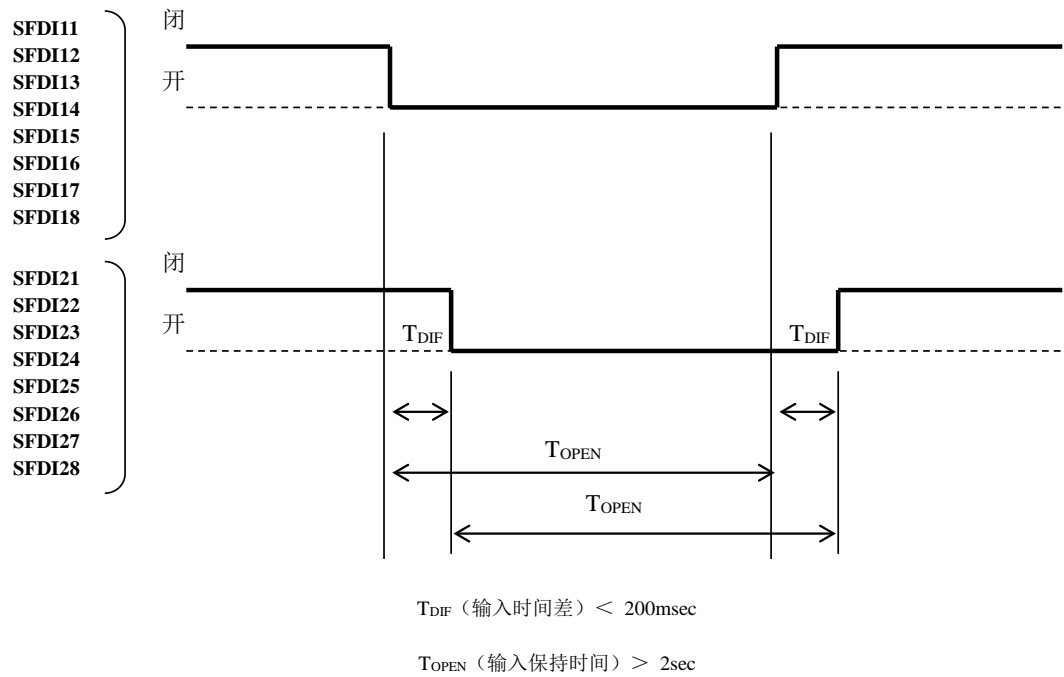 SFDI11
SFDI12
SFDI13
SFDI14
SFDI15
SFDI16
SFDI17
SFDI18
闭
开
SFDI21
SFDI22
SFDI23
SFDI24
SFDI25
SFDI26
SFDI27
SFDI28
闭
开
TDIF
TDIF
TOPEN
TOPEN
TDIF（输入时间差）＜ 200msec
TOPEN（输入保持时间）＞ 2sec